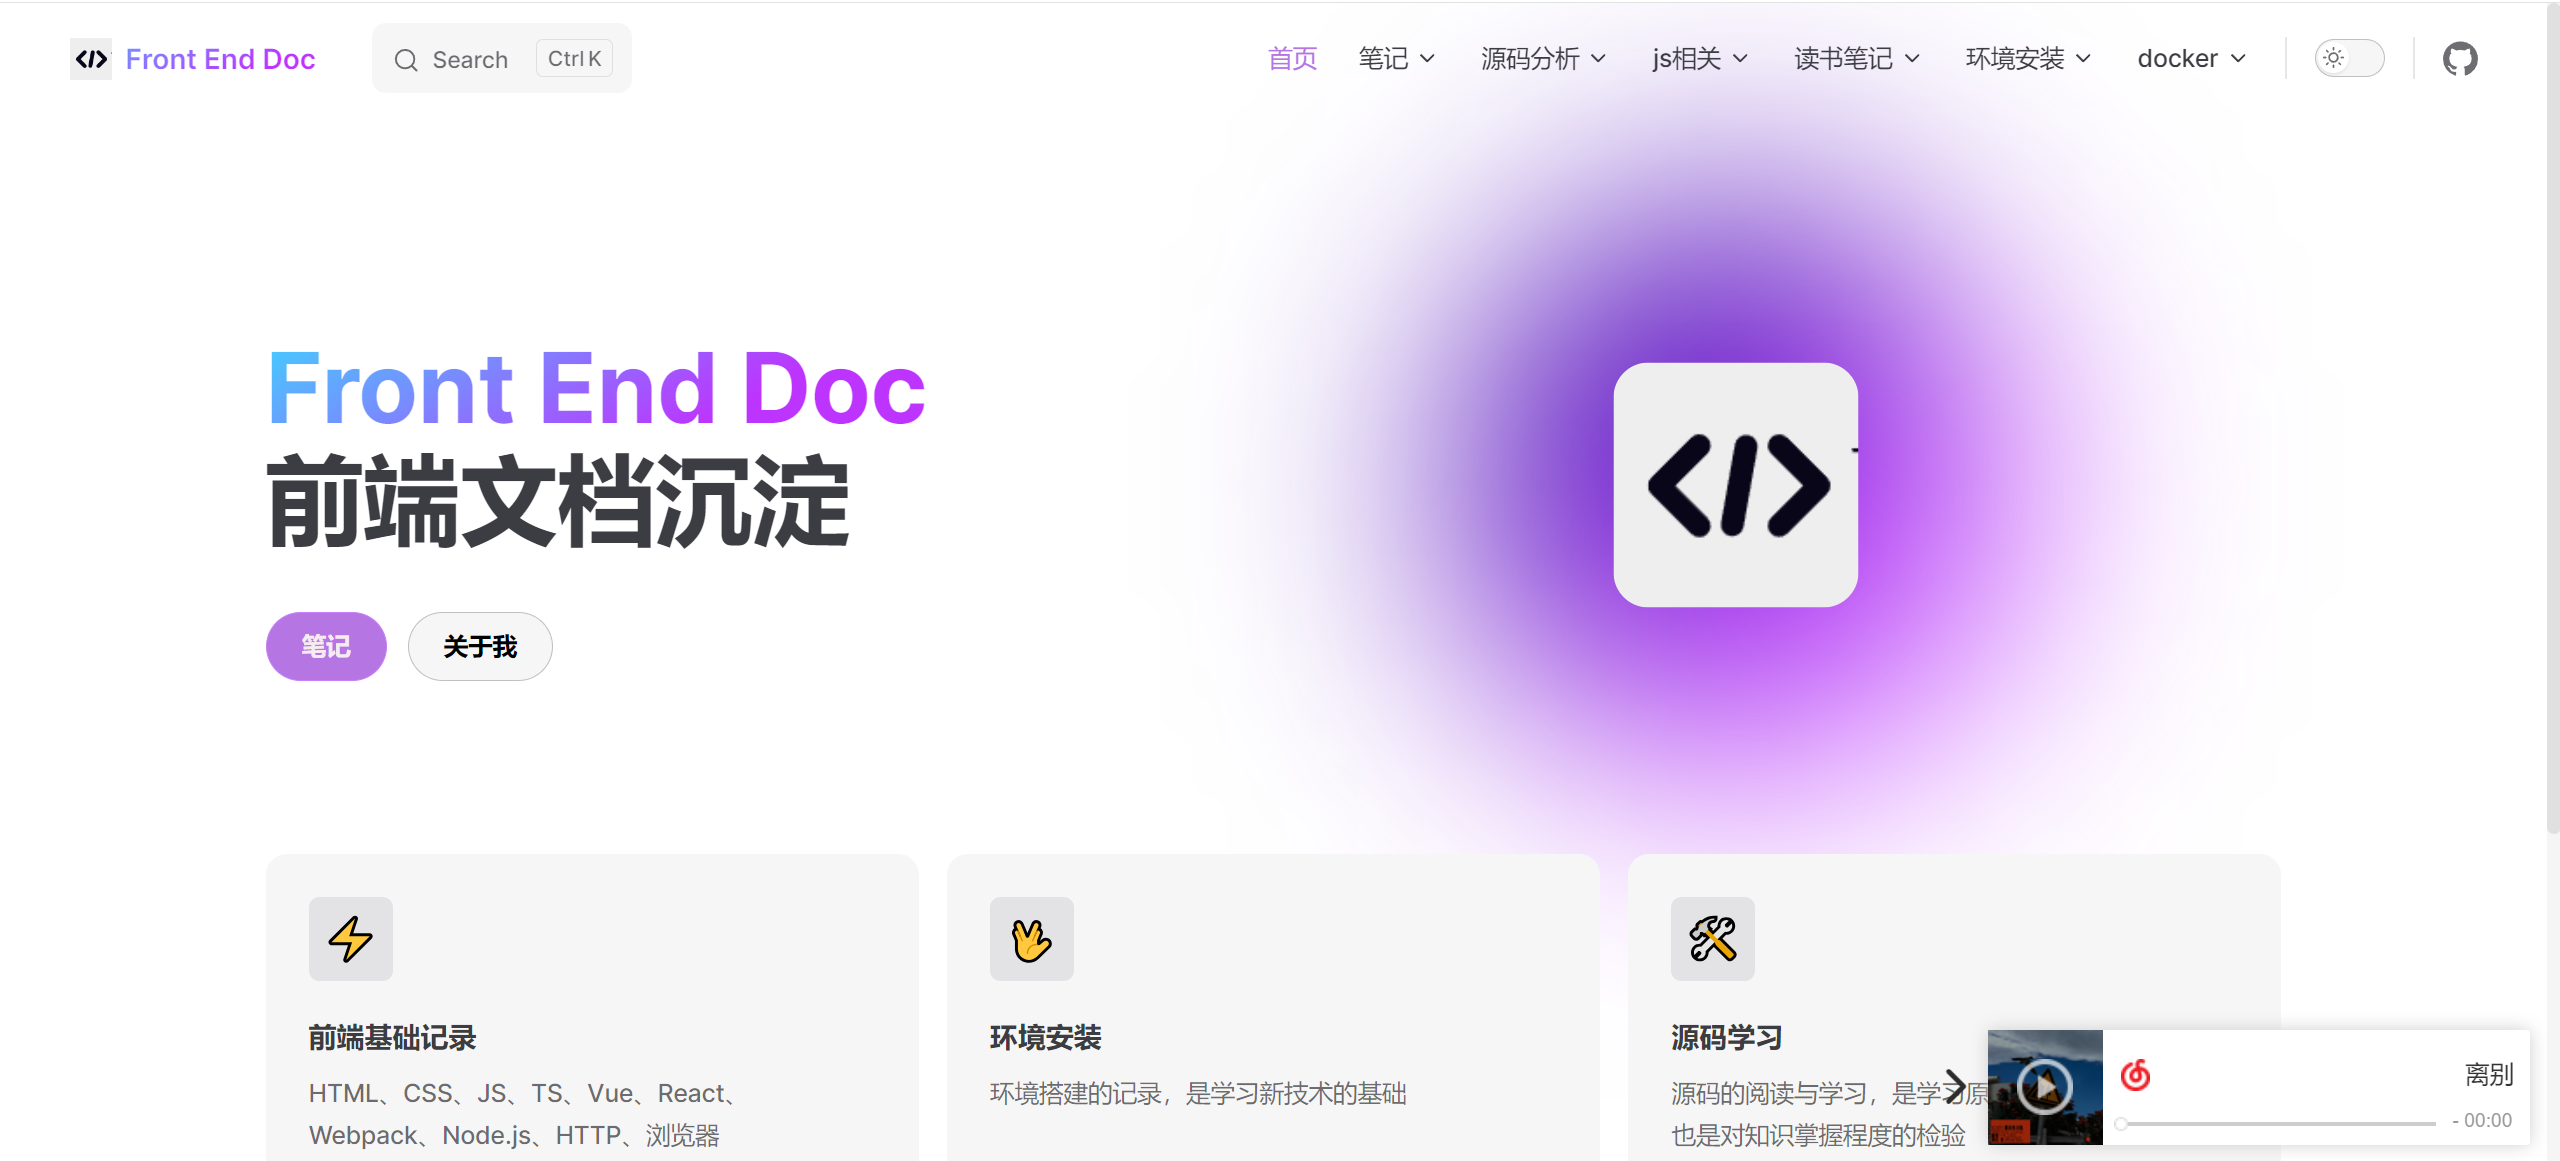 Front End Doc
Search
Ctrl K
首页
笔记
源码分析
js相关
读书笔记
环境安装
docker
Front End Doc
前端文档沉淀
笔记
关于我
前端基础记录
HTML、CSS、JS、TS、Vue、React、
Webpack、Node.js、HTTP、浏览器
环境安装
环境搭建的记录，是学习新技术的基础
源码学习
源码的阅读与学习，是学习原
也是对知识掌握程度的检验
离别
- 00:00